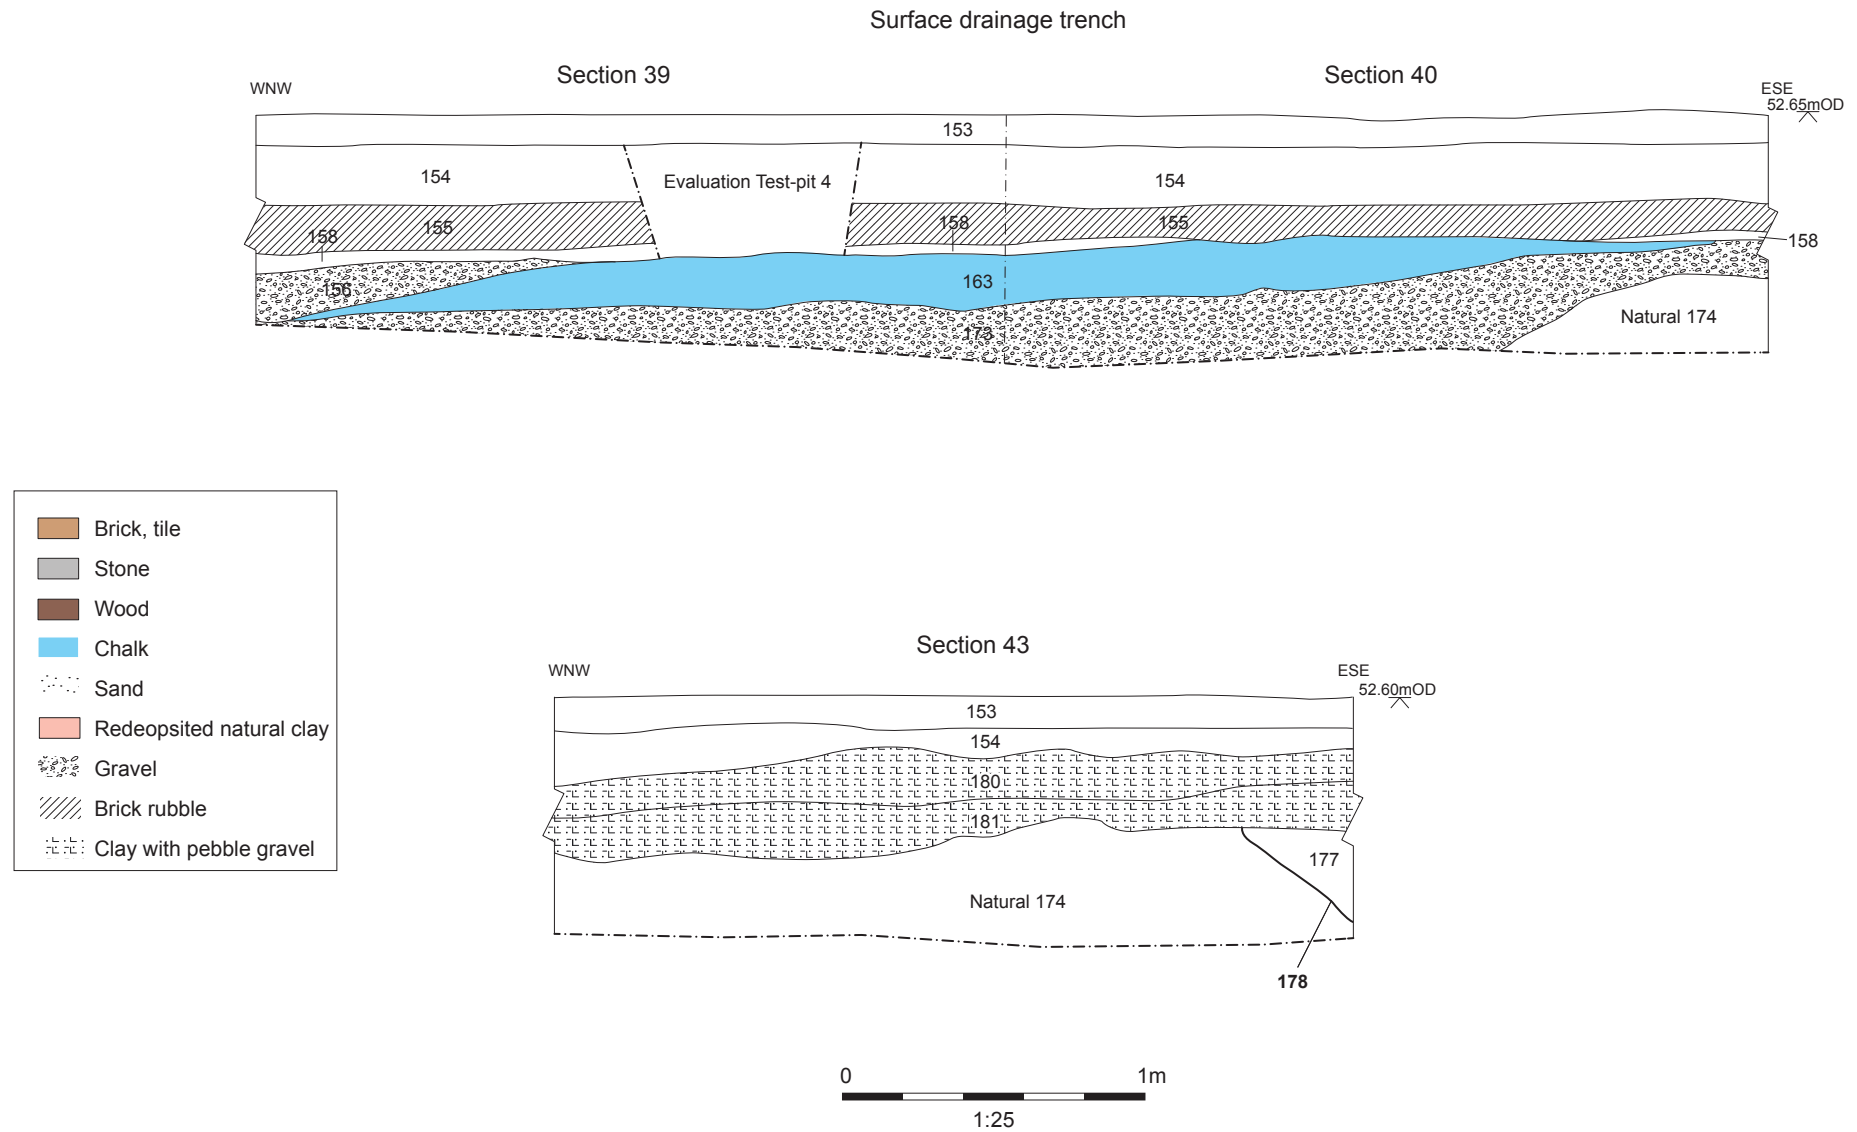 Surface drainage trench
Section 39
Section 40
WNW
ESE
52.65mOD
153
154
Evaluation Test-pit 4
154
155
158
158
155
158
156
163
173
Natural 174
Brick, tile
Stone
Wood
Chalk
Sand
Redeopsited natural clay
Gravel
Brick rubble
Clay with pebble gravel
Section 43
WNW
ESE
52.60mOD
153
154
180
181
177
Natural 174
178
0 1m
1:25